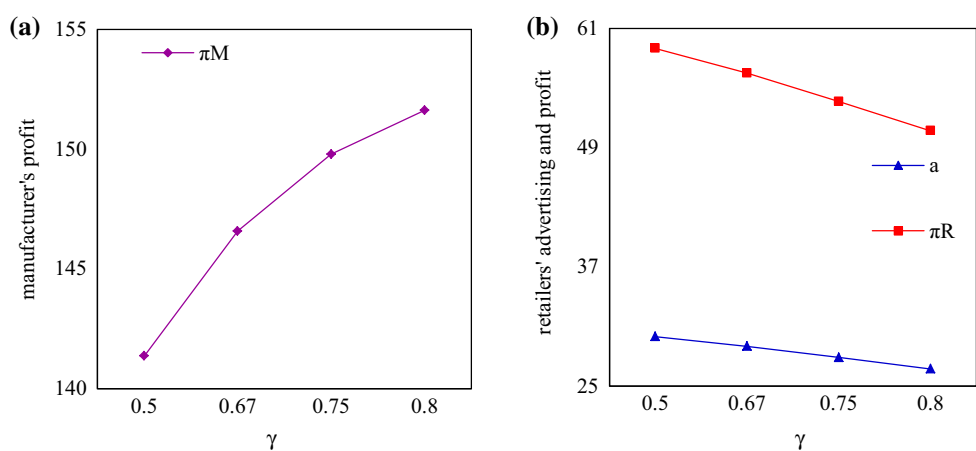 (a)
155
150
145
140
manufacturer's profit
πM
0.5 0.67 0.75 0.8
γ
(b)
61
49
37
25
retailers' advertising and profit
a
πR
0.5 0.67 0.75 0.8
γ